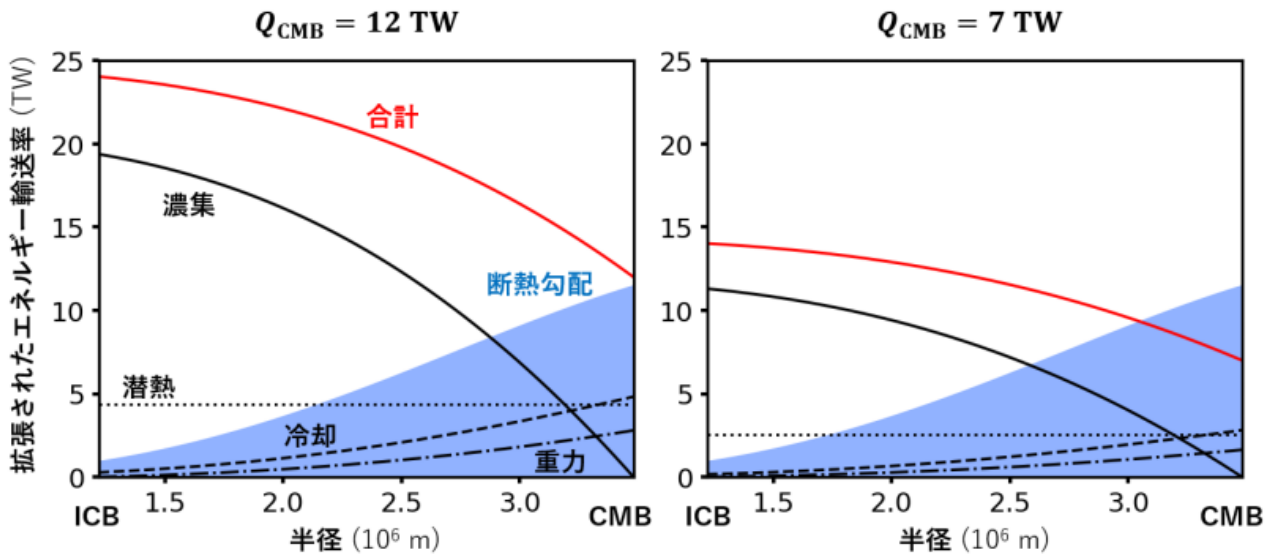 Q_CMB = 12 TW
拡張されたエネルギー輸送率 (TW)
25
20
15
10
5
0
合計
濃集
断熱勾配
潜熱
冷却
重力
ICB 1.5 2.0 2.5 3.0 CMB
半径 (10⁶ m)
Q_CMB = 7 TW
25
20
15
10
5
0
ICB 1.5 2.0 2.5 3.0 CMB
半径 (10⁶ m)